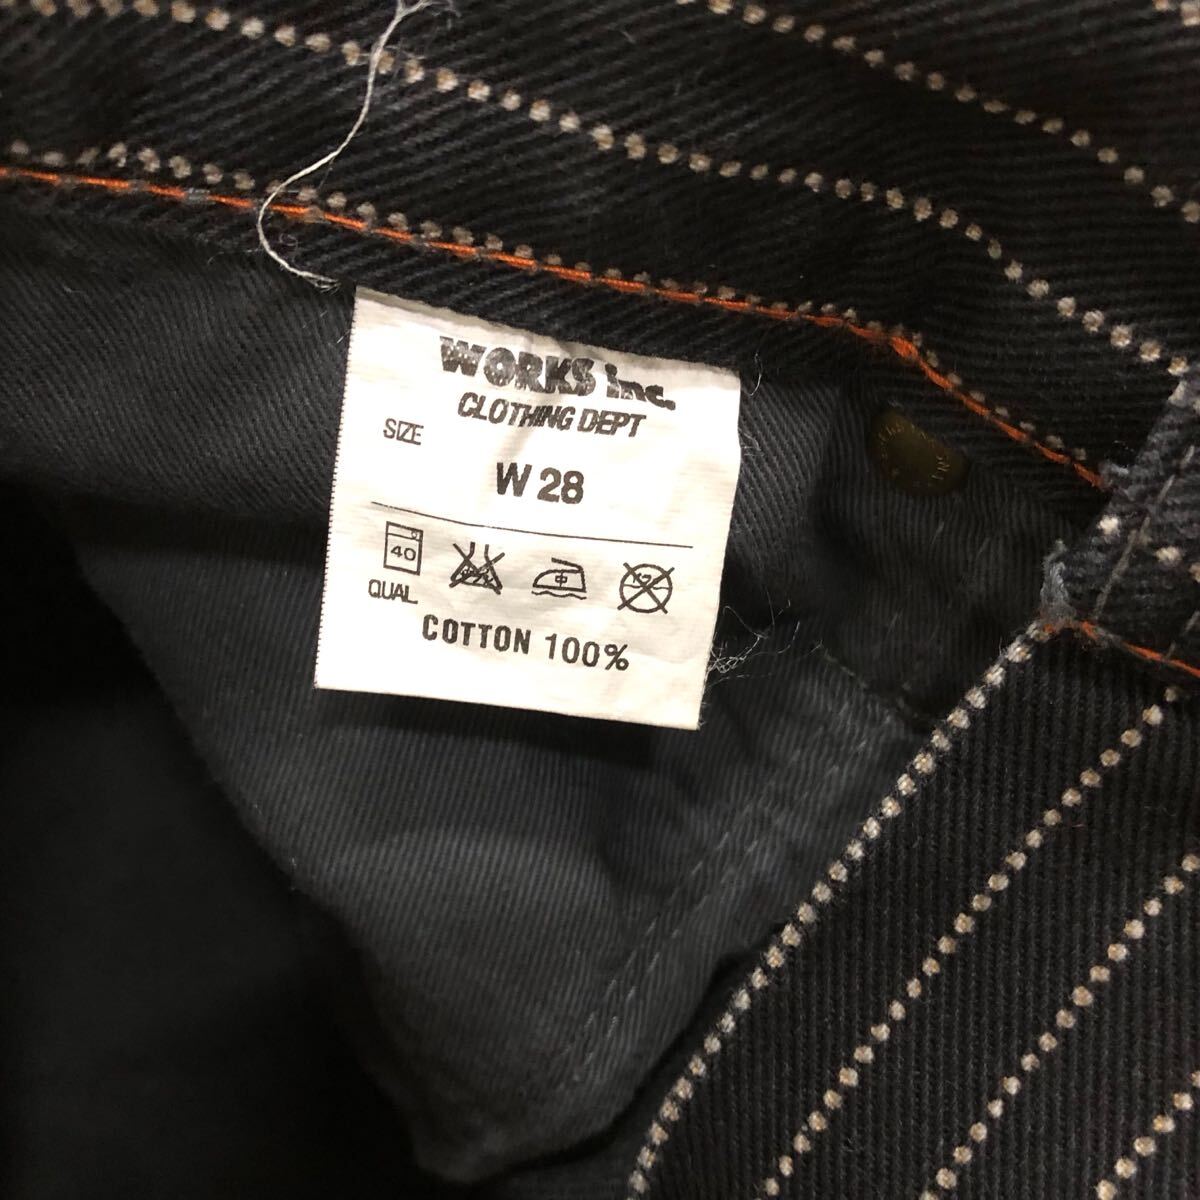 WORKS inc.
CLOTHING DEPT
SIZE
W 28
40
QUAL
COTTON 100%